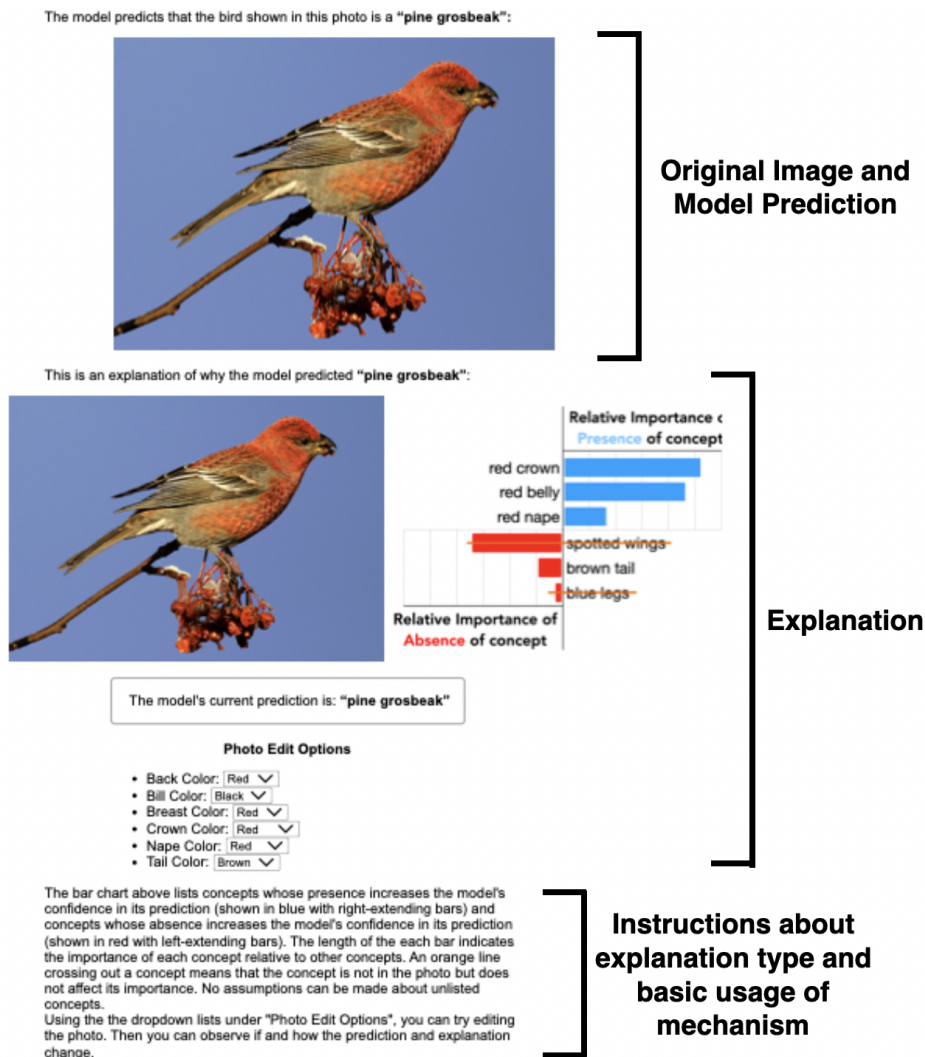 The model predicts that the bird shown in this photo is a “pine grosbeak”:
Original Image and
Model Prediction
This is an explanation of why the model predicted “pine grosbeak”:
Relative Importance
Presence of concept
red crown
red belly
red nape
spotted wings
brown tail
blue legs
Relative Importance of
Absence of concept
Explanation
The model's current prediction is: “pine grosbeak”
Photo Edit Options
• Back Color: Red
• Bill Color: Black
• Breast Color: Red
• Crown Color: Red
• Nape Color: Red
• Tail Color: Brown
The bar chart above lists concepts whose presence increases the model's
confidence in its prediction (shown in blue with right-extending bars) and
concepts whose absence increases the model's confidence in its prediction
(shown in red with left-extending bars). The length of the each bar indicates
the importance of each concept relative to other concepts. An orange line
crossing out a concept means that the concept is not in the photo but does
not affect its importance. No assumptions can be made about unlisted
concepts.
Using the the dropdown lists under "Photo Edit Options", you can try editing
the photo. Then you can observe if and how the prediction and explanation
change.
Instructions about
explanation type and
basic usage of
mechanism